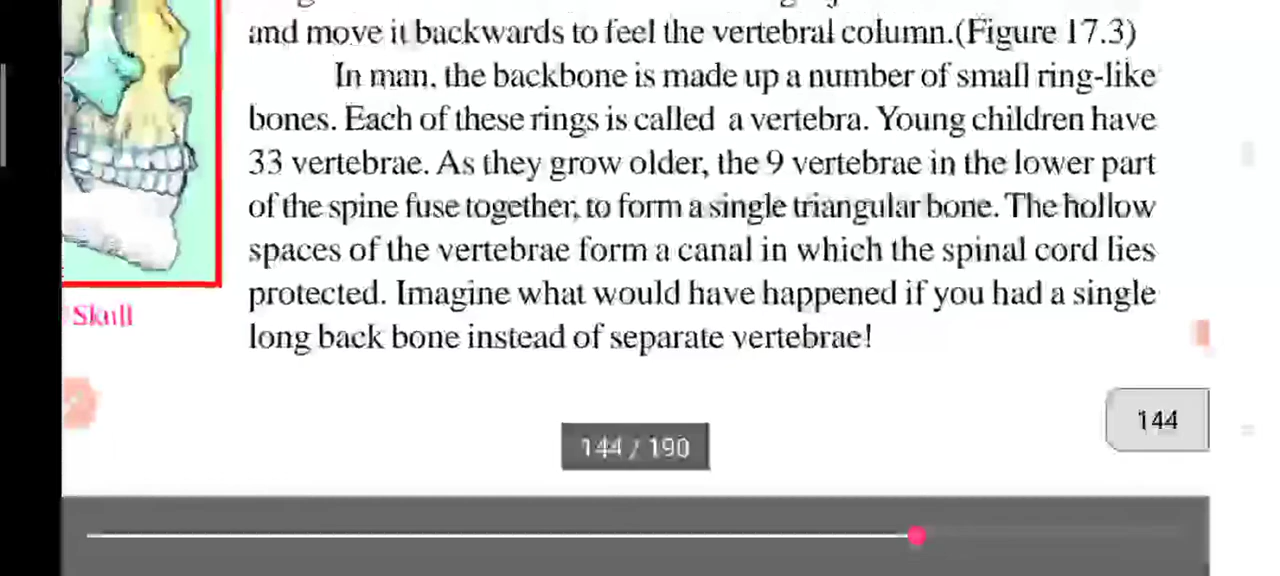 and move it backwards to feel the vertebral column.(Figure 17.3)
In man, the backbone is made up a number of small ring-like
bones. Each of these rings is called a vertebra. Young children have
33 vertebrae. As they grow older, the 9 vertebrae in the lower part
of the spine fuse together, to form a single triangular bone. The hollow
spaces of the vertebrae form a canal in which the spinal cord lies
protected. Imagine what would have happened if you had a single
long back bone instead of separate vertebrae!
Skull
144
144 / 190